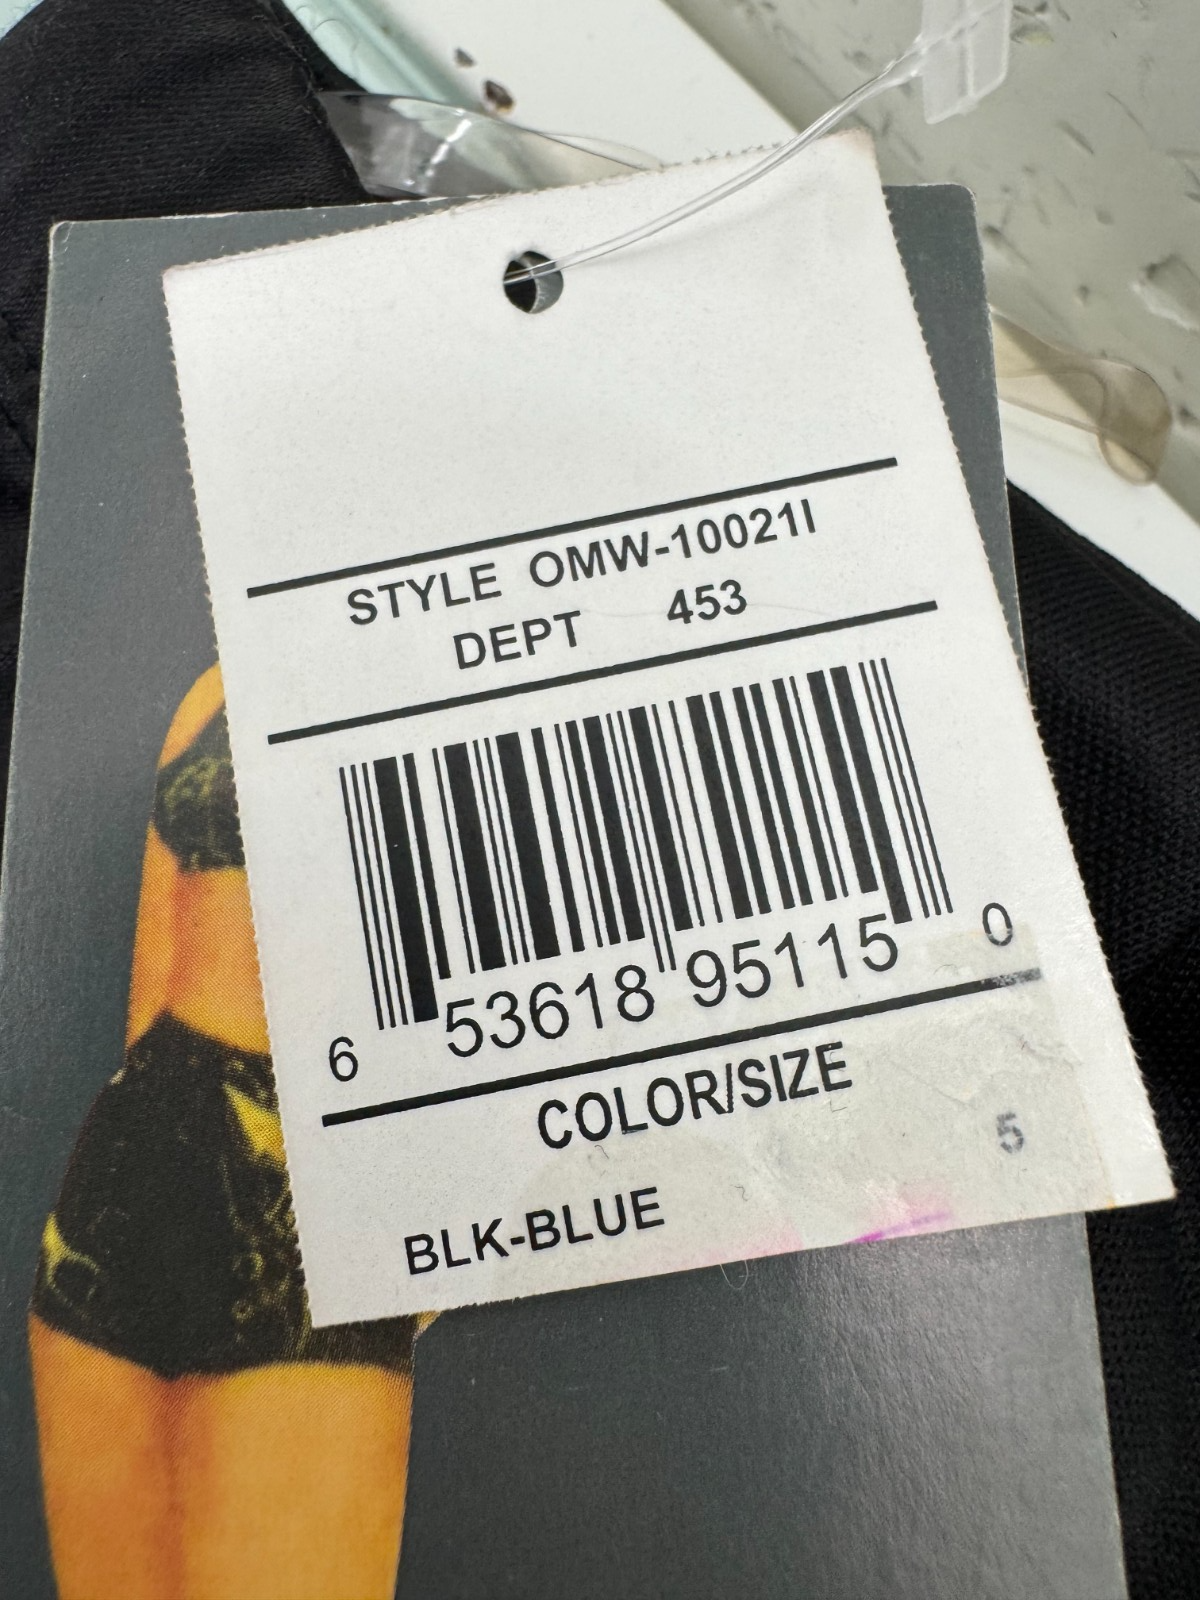 STYLE OMW-10021I
DEPT 453
6 53618 95115 0
COLOR/SIZE
5
BLK-BLUE